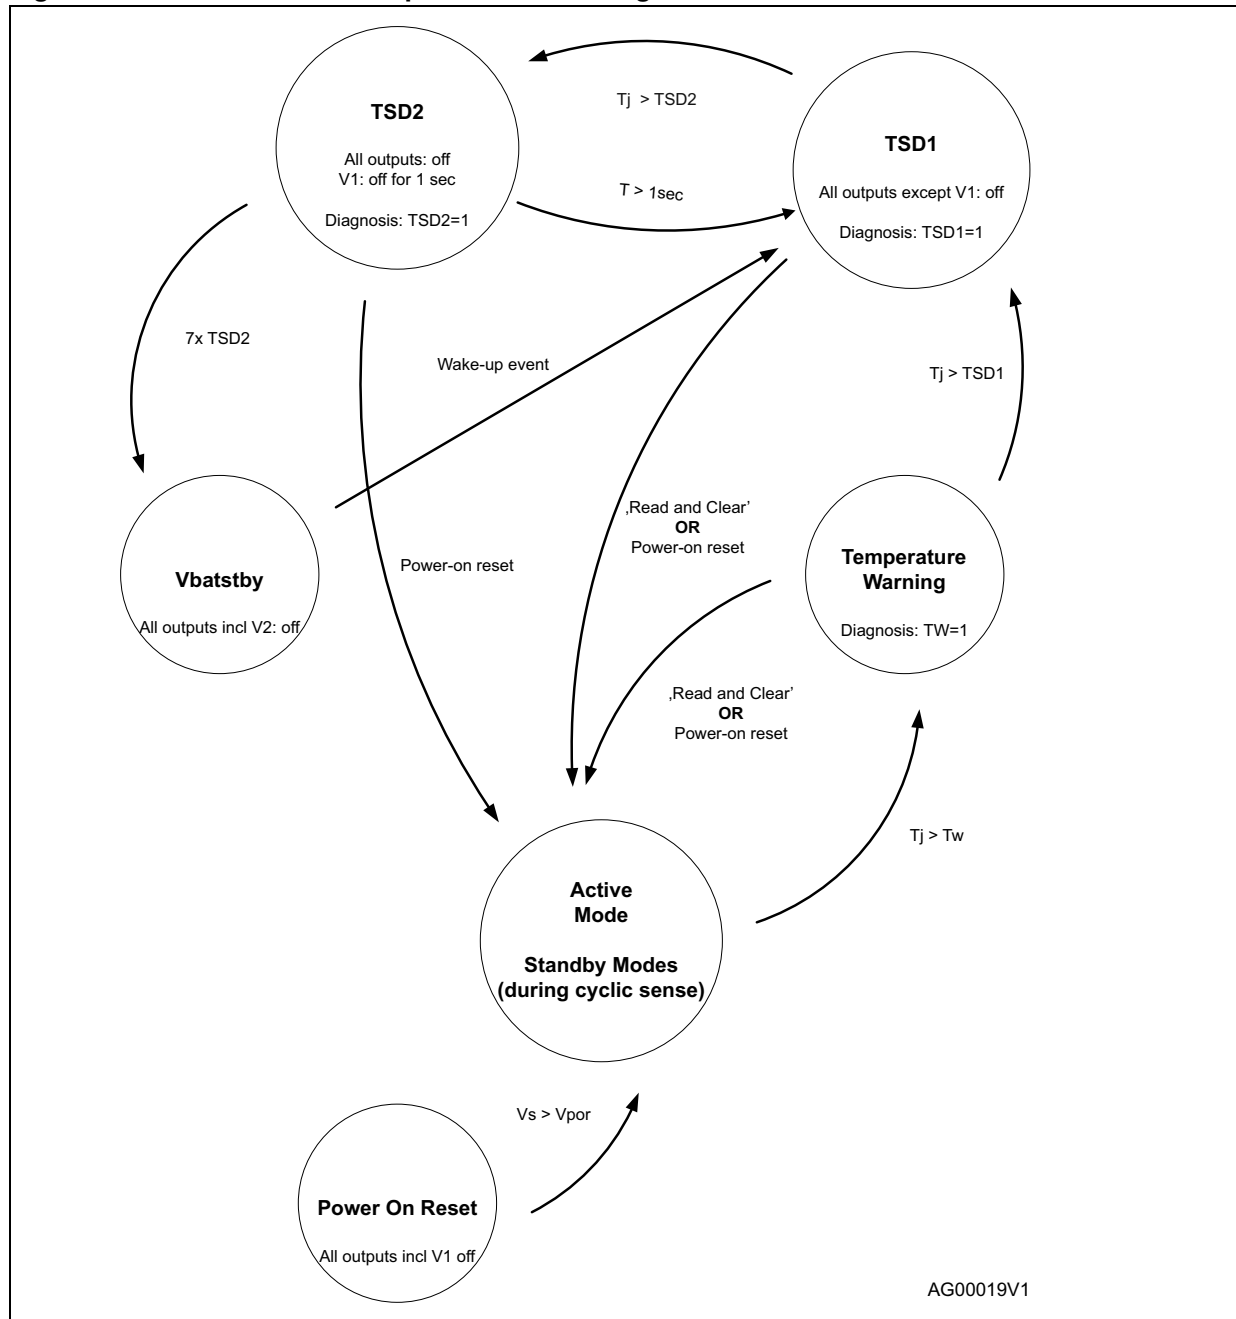 TSD2
All outputs: off
V1: off for 1 sec
Diagnosis: TSD2=1
Tj > TSD2
T > 1sec
TSD1
All outputs except V1: off
Diagnosis: TSD1=1
7x TSD2
Wake-up event
Tj > TSD1
‚Read and Clear’
OR
Power-on reset
Power-on reset
Vbatstby
All outputs incl V2: off
Temperature
Warning
Diagnosis: TW=1
‚Read and Clear’
OR
Power-on reset
Tj > Tw
Active
Mode
Standby Modes
(during cyclic sense)
Vs > Vpor
Power On Reset
All outputs incl V1 off
AG00019V1